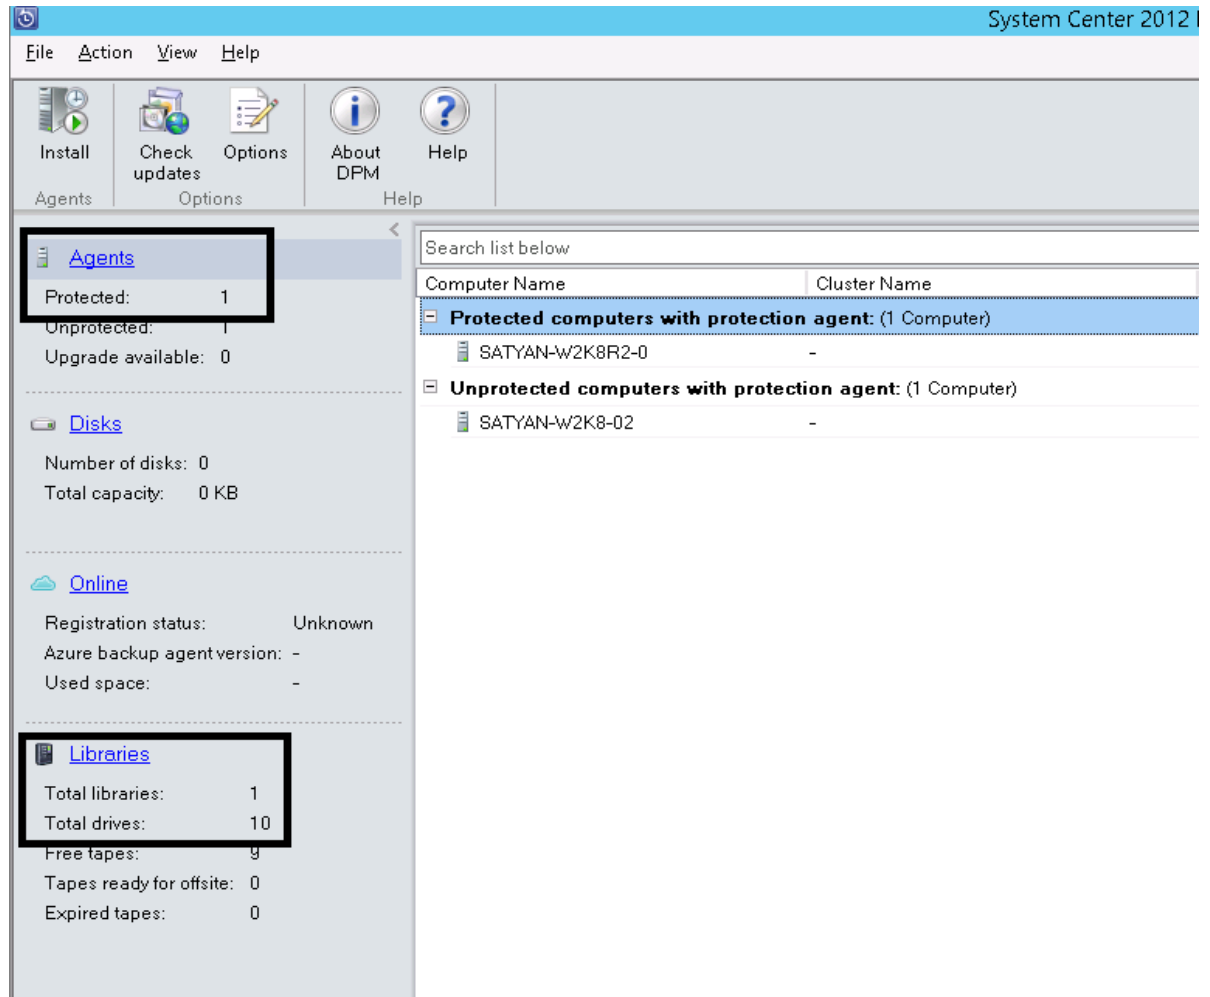 System Center 2012
File Action View Help
Install Check updates Options About DPM Help
Agents Options Help
Agents
Protected: 1
Unprotected: 1
Upgrade available: 0
Disks
Number of disks: 0
Total capacity: 0 KB
Online
Registration status: Unknown
Azure backup agent version: -
Used space: -
Libraries
Total libraries: 1
Total drives: 10
Free tapes: 9
Tapes ready for offsite: 0
Expired tapes: 0
Search list below
Computer Name Cluster Name
Protected computers with protection agent: (1 Computer)
SATYAN-W2K8R2-0 -
Unprotected computers with protection agent: (1 Computer)
SATYAN-W2K8-02 -